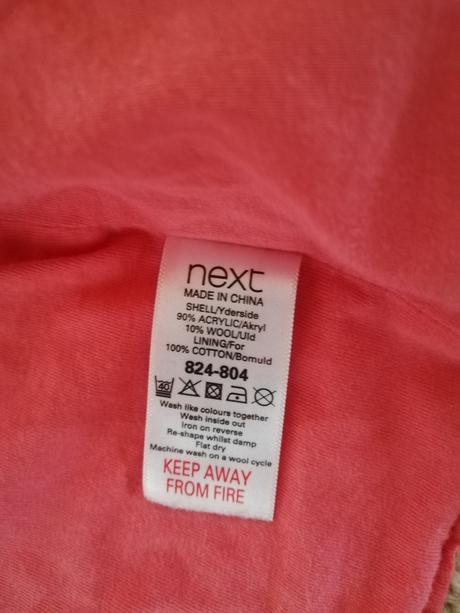 next
MADE IN CHINA
SHELL/Yderside
90% ACRYLIC/Akryl
10% WOOL/Uld
LINING/For
100% COTTON/Bomuld
824-804
40
Wash like colours together
Wash inside out
Iron on reverse
Re-shape whilst damp
Flat dry
Machine wash on a wool cycle
KEEP AWAY
FROM FIRE